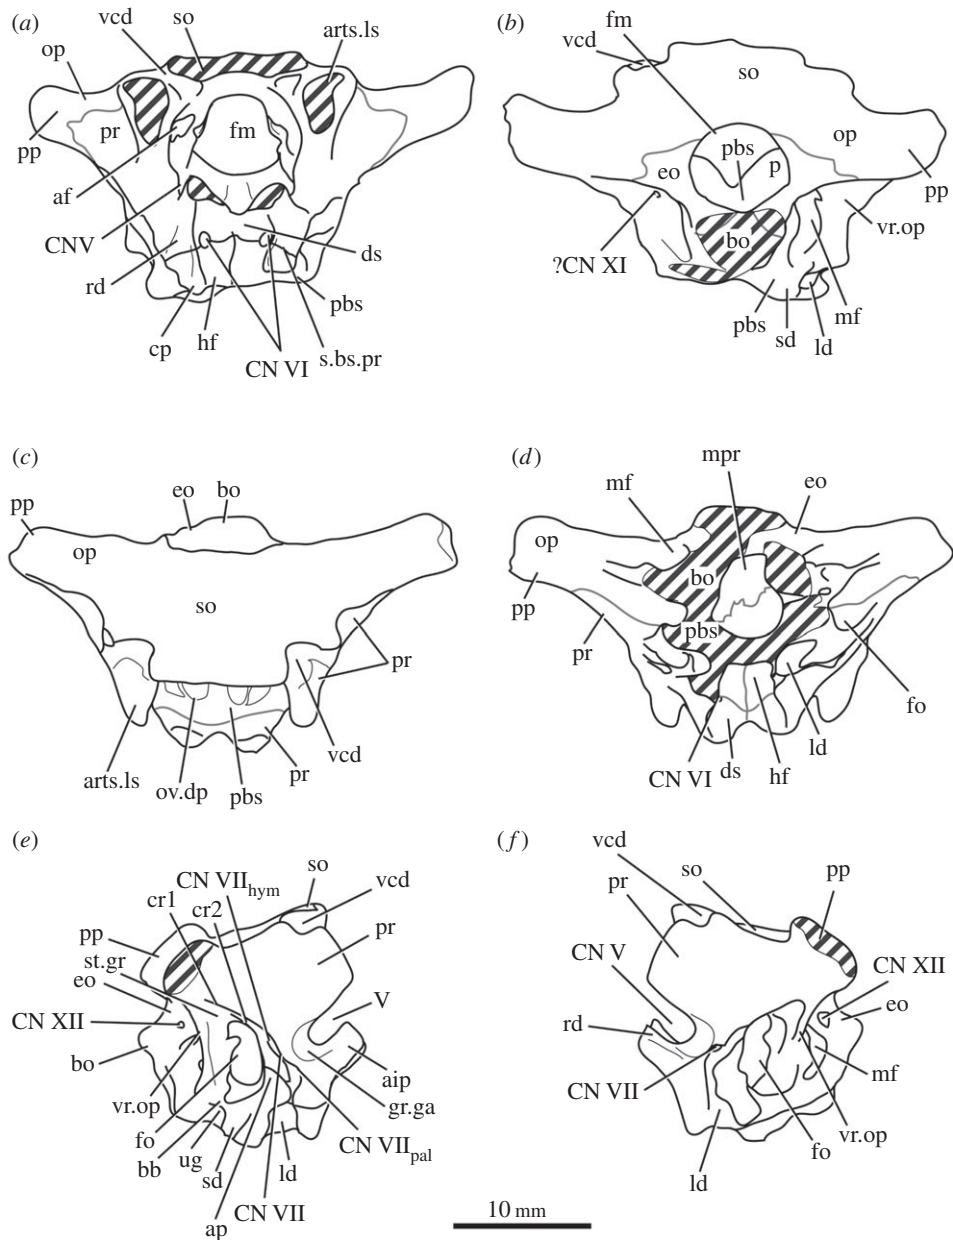 (a)
vcd
so
arts.ls
op
pp
pr
fm
af
CNV
rd
ds
cp
hf
pbs
CN VI
s.bs.pr
(b)
fm
vcd
so
op
pbs
p
eo
pp
vr.op
bo
?CN XI
pbs
sd
ld
mf
(c)
pp
eo
bo
op
so
pr
vcd
arts.ls
ov.dp
pbs
pr
(d)
mpr
mf
eo
op
bo
pp
pbs
pr
fo
ld
CN VI
ds
hf
(e)
CN VIIhym
so
vcd
cr1
cr2
pp
pr
st.gr
eo
V
CN XII
bo
aip
vr.op
gr.ga
fo
CN VIIpal
bb
ug
sd
ld
ap
CN VII
(f)
vcd
so
pp
pr
CN V
CN XII
eo
rd
mf
CN VII
vr.op
fo
ld
10 mm